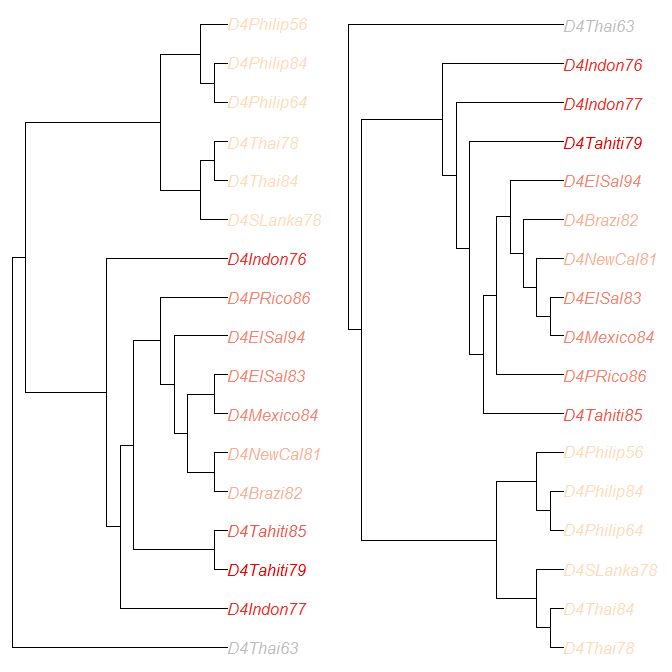 D4Philip56
D4Philip84
D4Philip64
D4Thai78
D4Thai84
D4SLanka78
D4Indon76
D4PRico86
D4ElSal94
D4ElSal83
D4Mexico84
D4NewCal81
D4Brazi82
D4Tahiti85
D4Tahiti79
D4Indon77
D4Thai63
D4Thai63
D4Indon76
D4Indon77
D4Tahiti79
D4ElSal94
D4Brazi82
D4NewCal81
D4ElSal83
D4Mexico84
D4PRico86
D4Tahiti85
D4Philip56
D4Philip84
D4Philip64
D4SLanka78
D4Thai84
D4Thai78